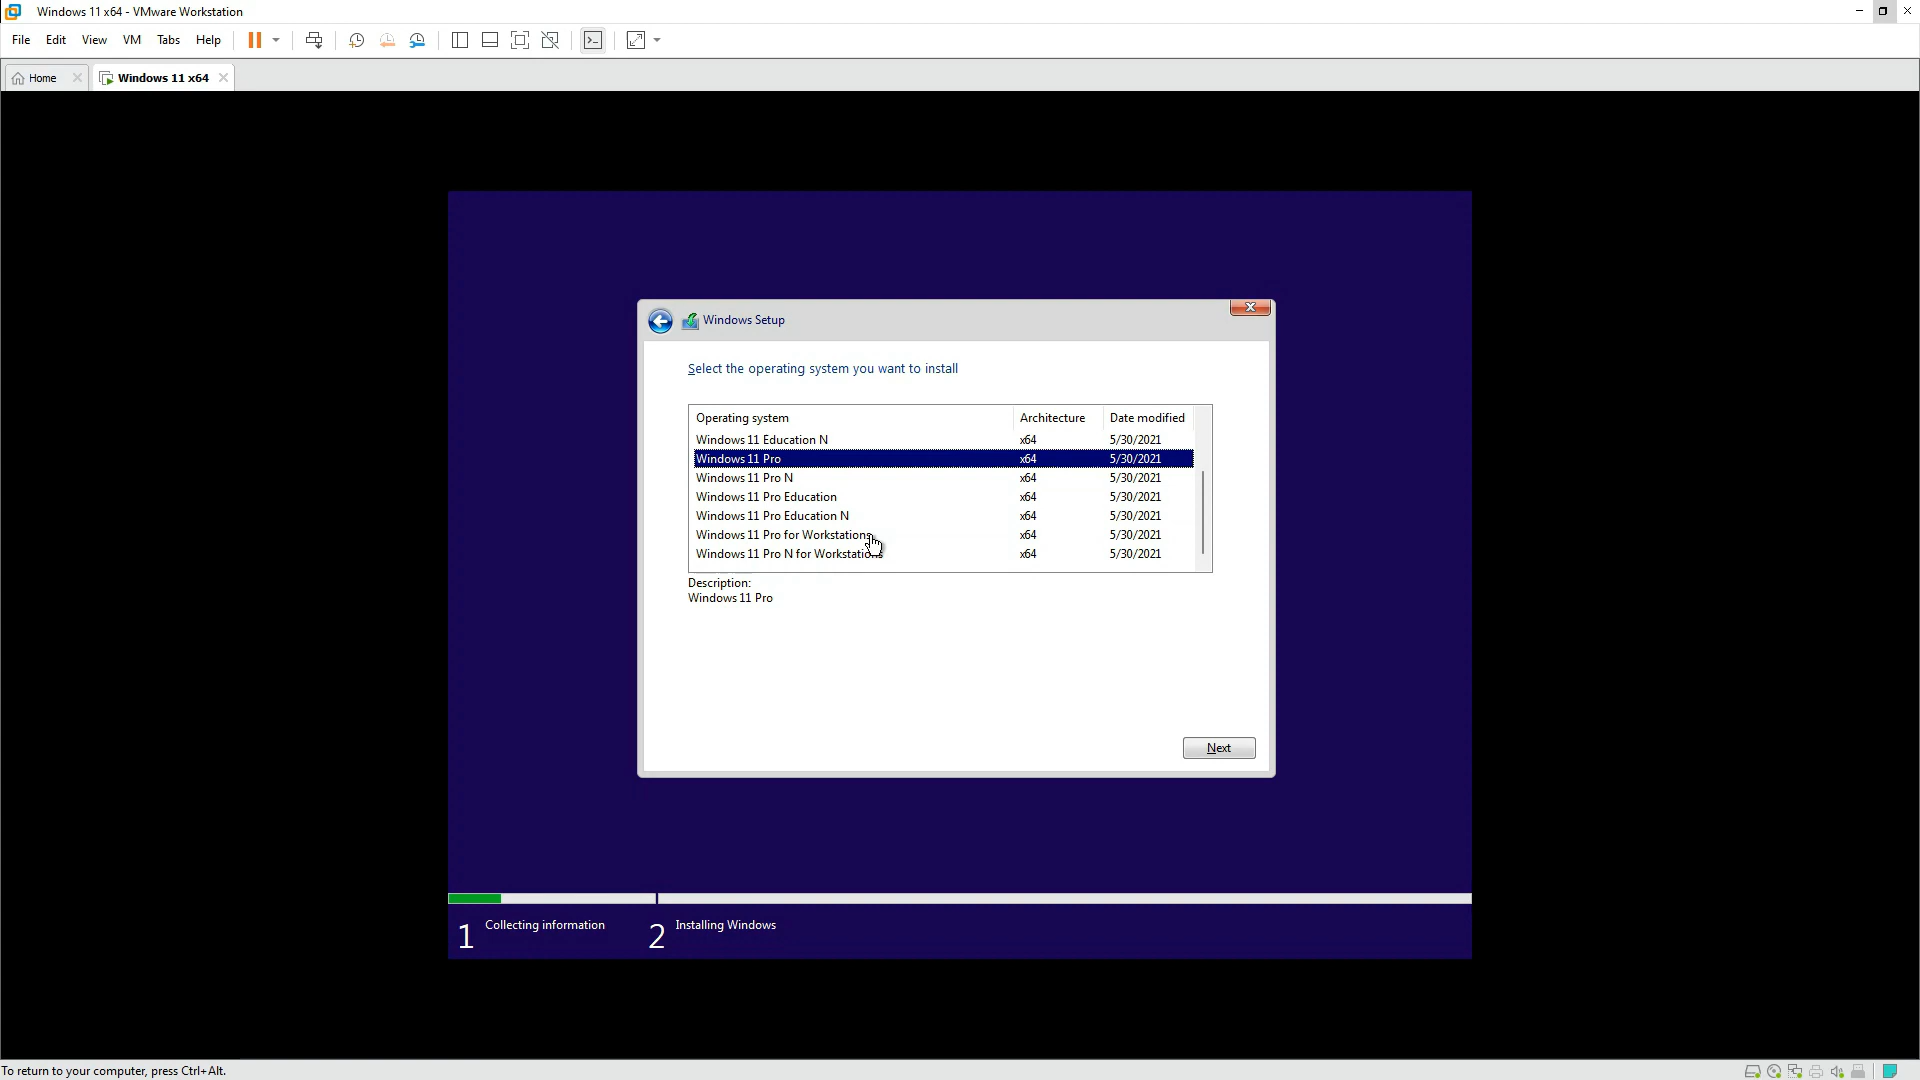 Windows 11 x64 - VMware Workstation
File Edit View VM Tabs Help
Home Windows 11 x64
Windows Setup
Select the operating system you want to install
Operating system Architecture Date modified
Windows 11 Education N x64 5/30/2021
Windows 11 Pro x64 5/30/2021
Windows 11 Pro N x64 5/30/2021
Windows 11 Pro Education x64 5/30/2021
Windows 11 Pro Education N x64 5/30/2021
Windows 11 Pro for Workstations x64 5/30/2021
Windows 11 Pro N for Workstations x64 5/30/2021
Description:
Windows 11 Pro
Next
1 Collecting information 2 Installing Windows
To return to your computer, press Ctrl+Alt.